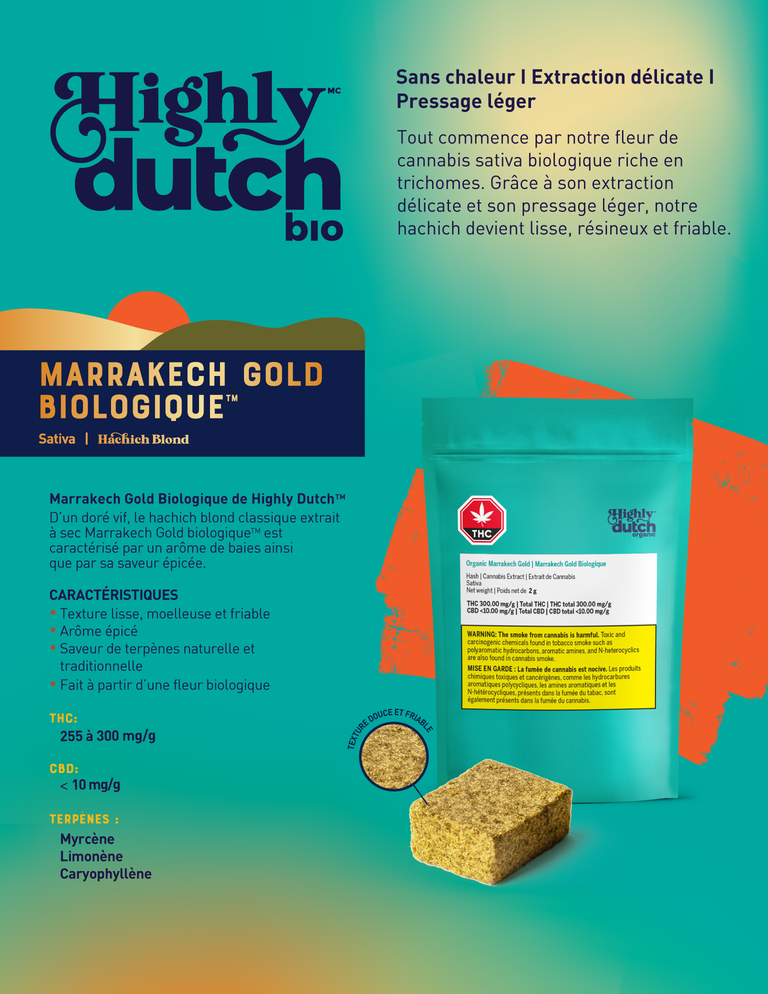 Highly MC
dutch
bio
Sans chaleur I Extraction délicate I
Pressage léger
Tout commence par notre fleur de
cannabis sativa biologique riche en
trichomes. Grâce à son extraction
délicate et son pressage léger, notre
hachich devient lisse, résineux et friable.
MARRAKECH GOLD
BIOLOGIQUE™
Sativa | Hachich Blond
Marrakech Gold Biologique de Highly Dutch™
D'un doré vif, le hachich blond classique extrait
à sec Marrakech Gold biologique™ est
caractérisé par un arôme de baies ainsi
que par sa saveur épicée.
CARACTÉRISTIQUES
• Texture lisse, moelleuse et friable
• Arôme épicé
• Saveur de terpènes naturelle et
traditionnelle
• Fait à partir d'une fleur biologique
THC:
255 à 300 mg/g
CBD:
< 10 mg/g
TERPÈNES :
Myrcène
Limonène
Caryophyllène
THC
Highly
dutch
organic
Organic Marrakech Gold | Marrakech Gold Biologique
Hash | Cannabis Extract | Extrait de Cannabis
Sativa
Net weight | Poids net de 2 g
THC 300.00 mg/g | Total THC | THC total 300.00 mg/g
CBD <10.00 mg/g | Total CBD | CBD total <10.00 mg/g
WARNING: The smoke from cannabis is harmful. Toxic and
carcinogenic chemicals found in tobacco smoke such as
polyaromatic hydrocarbons, aromatic amines, and N-heterocyclics
are also found in cannabis smoke.
MISE EN GARDE : La fumée de cannabis est nocive. Les produits
chimiques toxiques et cancérigènes, comme les hydrocarbures
aromatiques polycycliques, les amines aromatiques et les
N-hétérocycliques, présents dans la fumée du tabac, sont
également présents dans la fumée du cannabis.
TEXTURE DOUCE ET FRIABLE